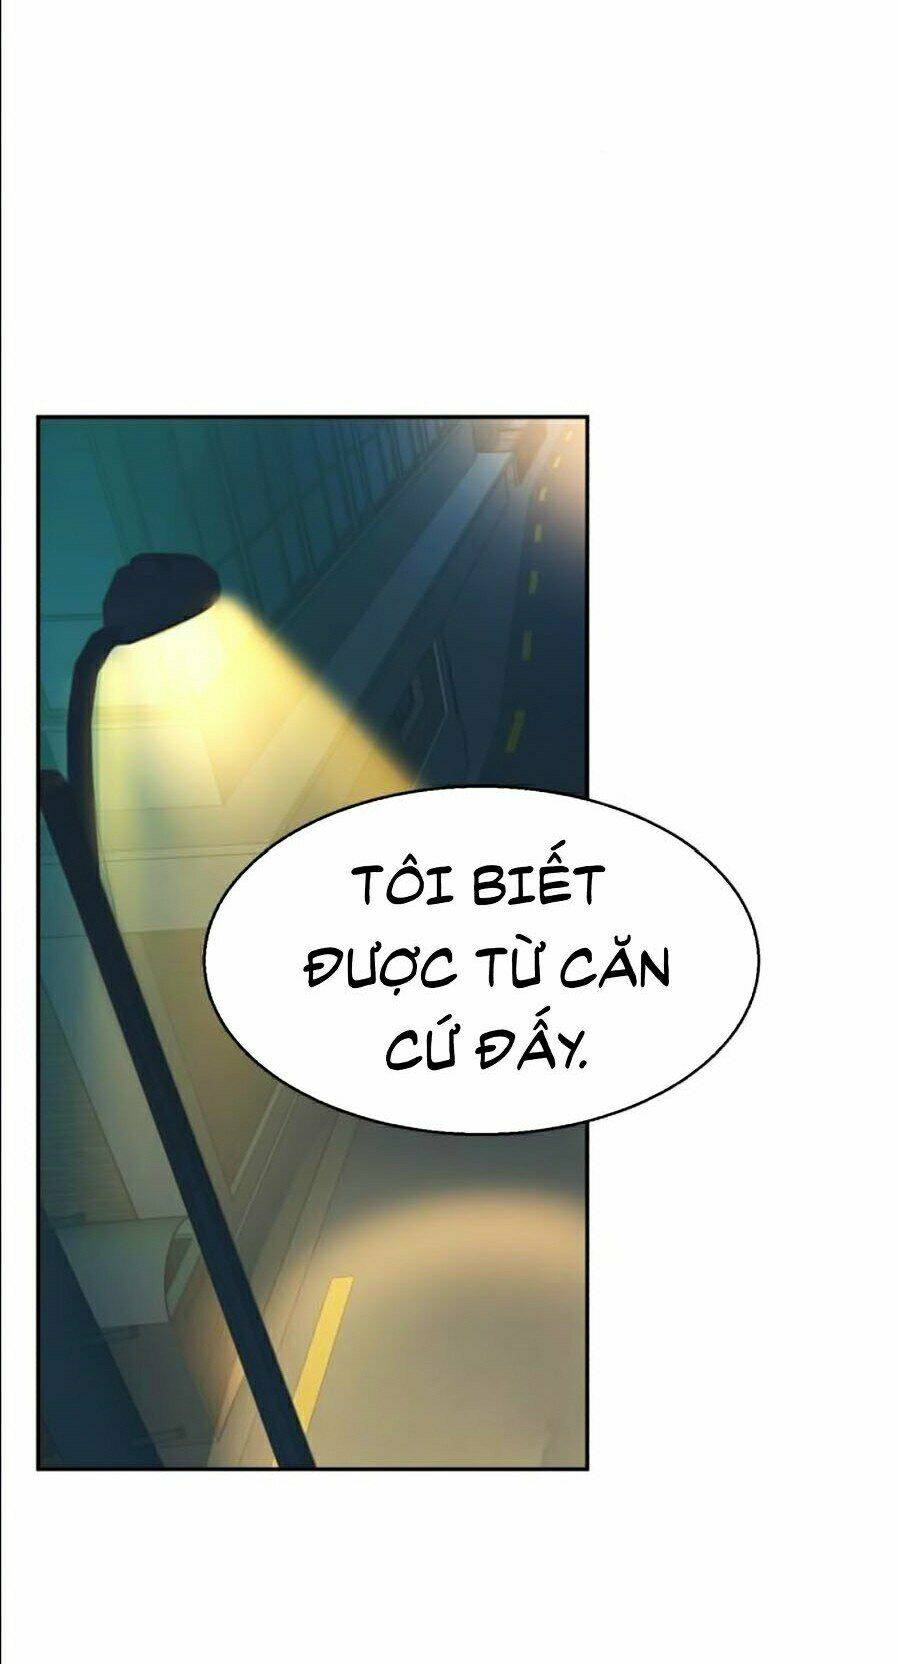 TÔI BIẾT
ĐƯỢC TỪ CĂN
CỨ ĐẤY.